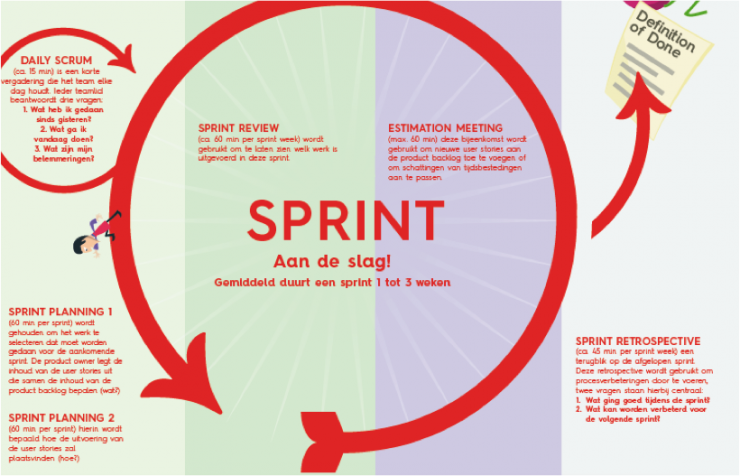 DAILY SCRUM
(ca. 15 min) is een korte
vergadering die het team elke
dag houdt. Ieder teamlid
beantwoordt drie vragen:
1. Wat heb ik gedaan
sinds gisteren?
2. Wat ga ik
vandaag doen?
3. Wat zijn mijn
belemmeringen?
SPRINT REVIEW
(ca. 60 min per sprint week) wordt
gebruikt om te laten zien welk werk is
uitgevoerd in deze sprint
ESTIMATION MEETING
(max. 60 min) deze bijeenkomst wordt
gebruikt om nieuwe user stories aan
de product backlog toe te voegen of
om schattingen van tijdsbestedingen
aan te passen.
Definition
of Done
SPRINT
Aan de slag!
Gemiddeld duurt een sprint 1 tot 3 weken
SPRINT PLANNING 1
(60 min per sprint) wordt
gehouden om het werk te
selecteren dat moet worden
gedaan voor de aankomende
sprint. De product owner legt de
inhoud van de user stories uit
die samen de inhoud van de
product backlog bepalen (wat?)
SPRINT PLANNING 2
(60 min per sprint) hierin wordt
bepaald hoe de uitvoering van
de user stories zal
plaatsvinden (hoe?)
SPRINT RETROSPECTIVE
(ca. 45 min per sprint week) een
terugblik op de afgelopen sprint.
Deze retrospective wordt gebruikt om
procesverbeteringen door te voeren,
twee vragen staan hierbij centraal:
1. Wat ging goed tijdens de sprint?
2. Wat kan worden verbeterd voor
de volgende sprint?